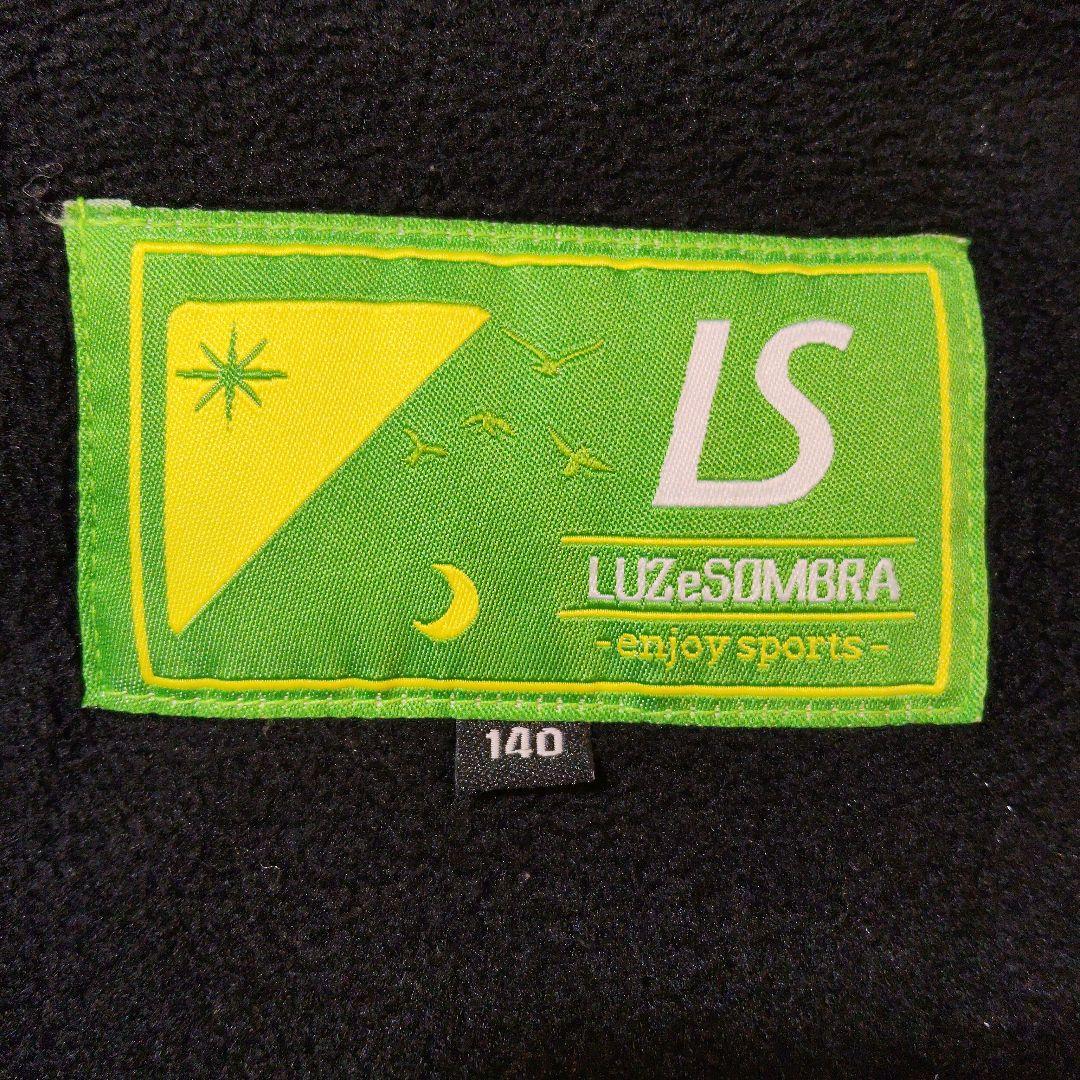 LS
LUZeSOMBRA
-enjoy sports-
140